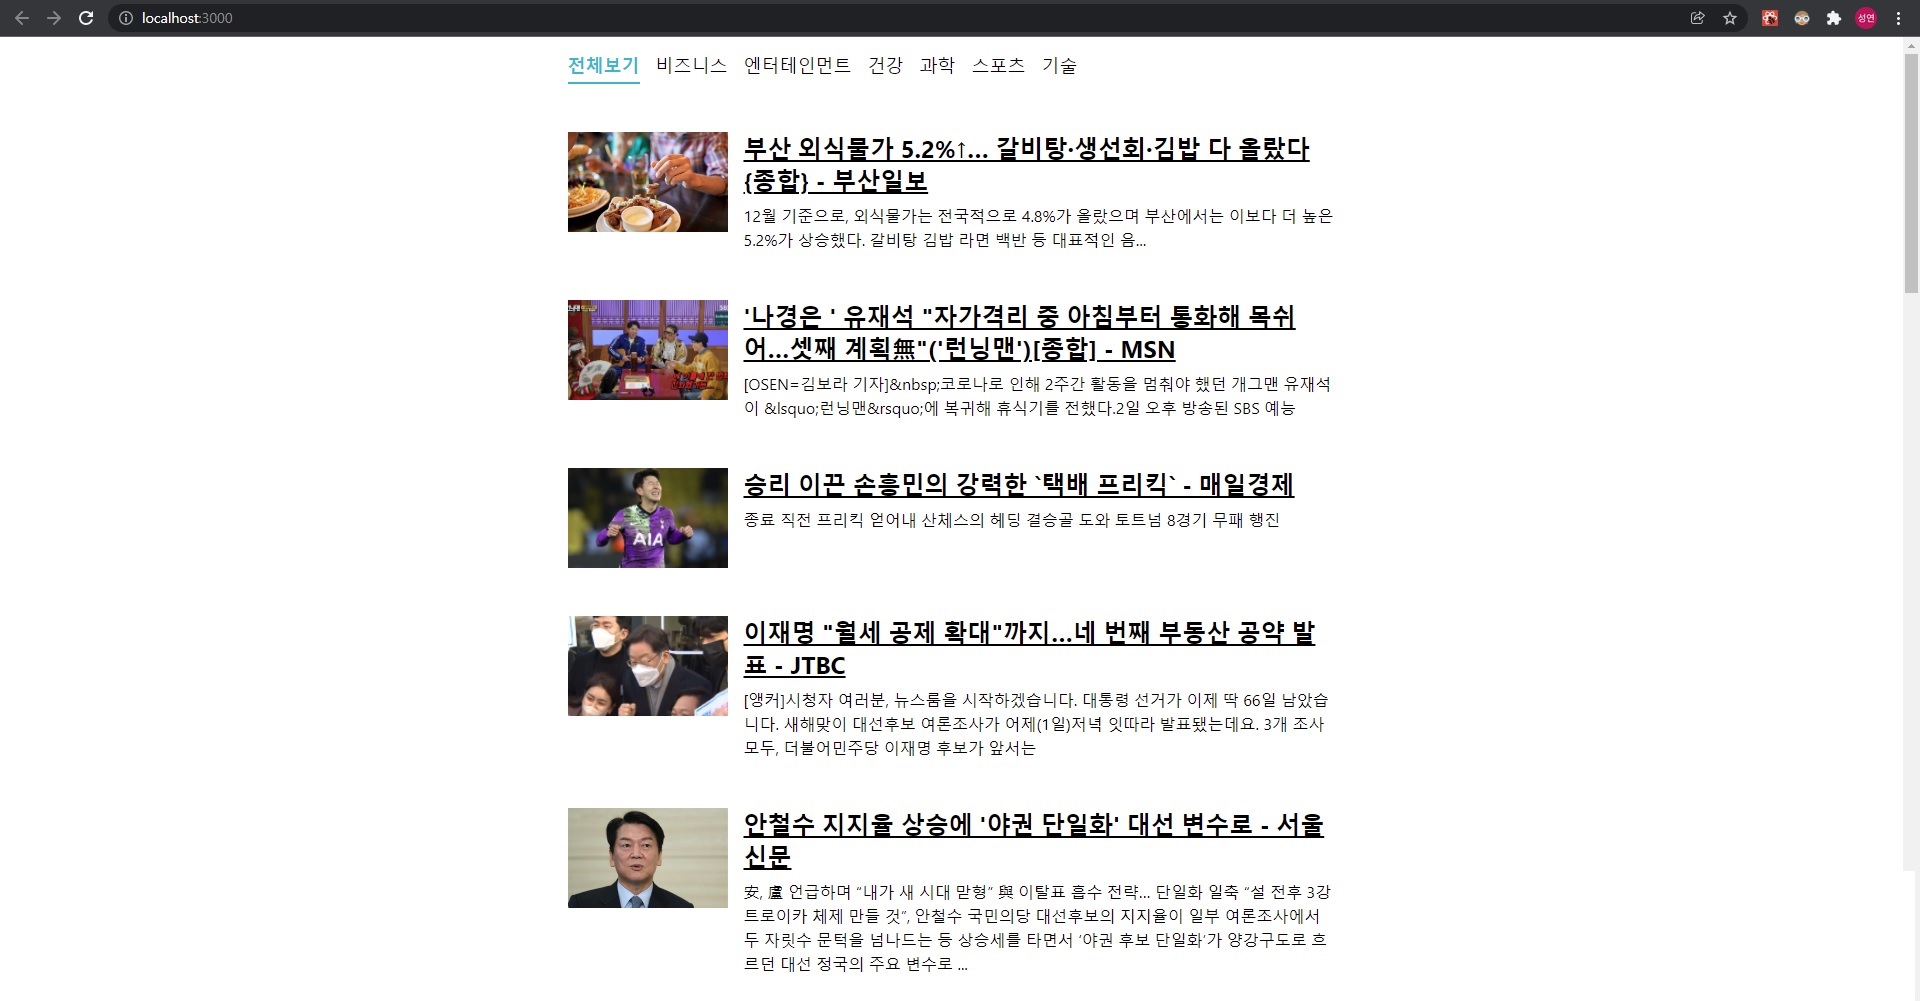 localhost:3000
성연
전체보기 비즈니스 엔터테인먼트 건강 과학 스포츠 기술
부산 외식물가 5.2%↑… 갈비탕·생선회·김밥 다 올랐다
{종합} - 부산일보
12월 기준으로, 외식물가는 전국적으로 4.8%가 올랐으며 부산에서는 이보다 더 높은
5.2%가 상승했다. 갈비탕 김밥 라면 백반 등 대표적인 음...
'나경은 ' 유재석 "자가격리 중 아침부터 통화해 목쉬
어…셋째 계획無"('런닝맨')[종합] - MSN
[OSEN=김보라 기자]&nbsp;코로나로 인해 2주간 활동을 멈춰야 했던 개그맨 유재석
이 &lsquo;런닝맨&rsquo;에 복귀해 휴식기를 전했다.2일 오후 방송된 SBS 예능
승리 이끈 손흥민의 강력한 `택배 프리킥` - 매일경제
종료 직전 프리킥 얻어내 산체스의 헤딩 결승골 도와 토트넘 8경기 무패 행진
AIA
이재명 "월세 공제 확대"까지…네 번째 부동산 공약 발
표 - JTBC
[앵커]시청자 여러분, 뉴스룸을 시작하겠습니다. 대통령 선거가 이제 딱 66일 남았습
니다. 새해맞이 대선후보 여론조사가 어제(1일)저녁 잇따라 발표됐는데요. 3개 조사
모두, 더불어민주당 이재명 후보가 앞서는
안철수 지지율 상승에 '야권 단일화' 대선 변수로 - 서울
신문
安, 盧 언급하며 “내가 새 시대 맏형” 與 이탈표 흡수 전략… 단일화 일축 “설 전후 3강
트로이카 체제 만들 것”, 안철수 국민의당 대선후보의 지지율이 일부 여론조사에서
두 자릿수 문턱을 넘나드는 등 상승세를 타면서 ‘야권 후보 단일화’가 양강구도로 흐
르던 대선 정국의 주요 변수로 ...